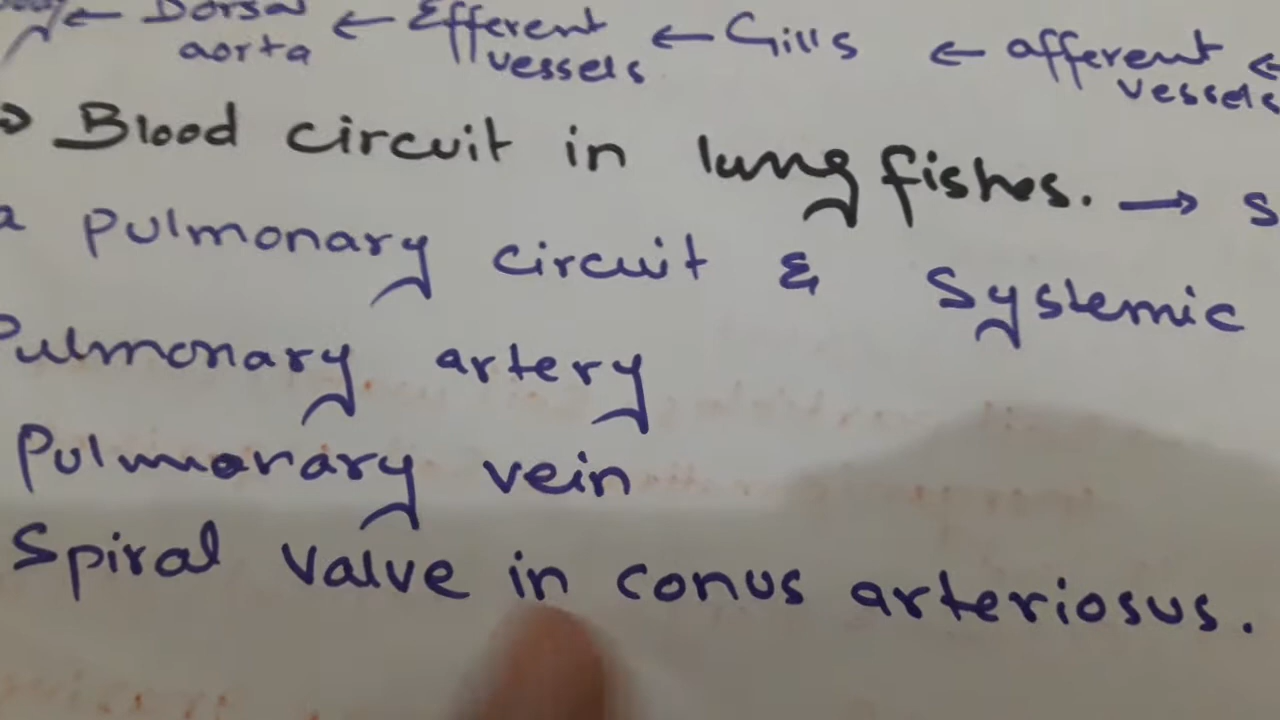 ← Dorsal ← Efferent ← Gills ← afferent ←
aorta vessels vessels
→ Blood circuit in lung fishes. → S
a pulmonary circuit & Systemic
Pulmonary artery
Pulmonary vein
Spiral valve in conus arteriosus.